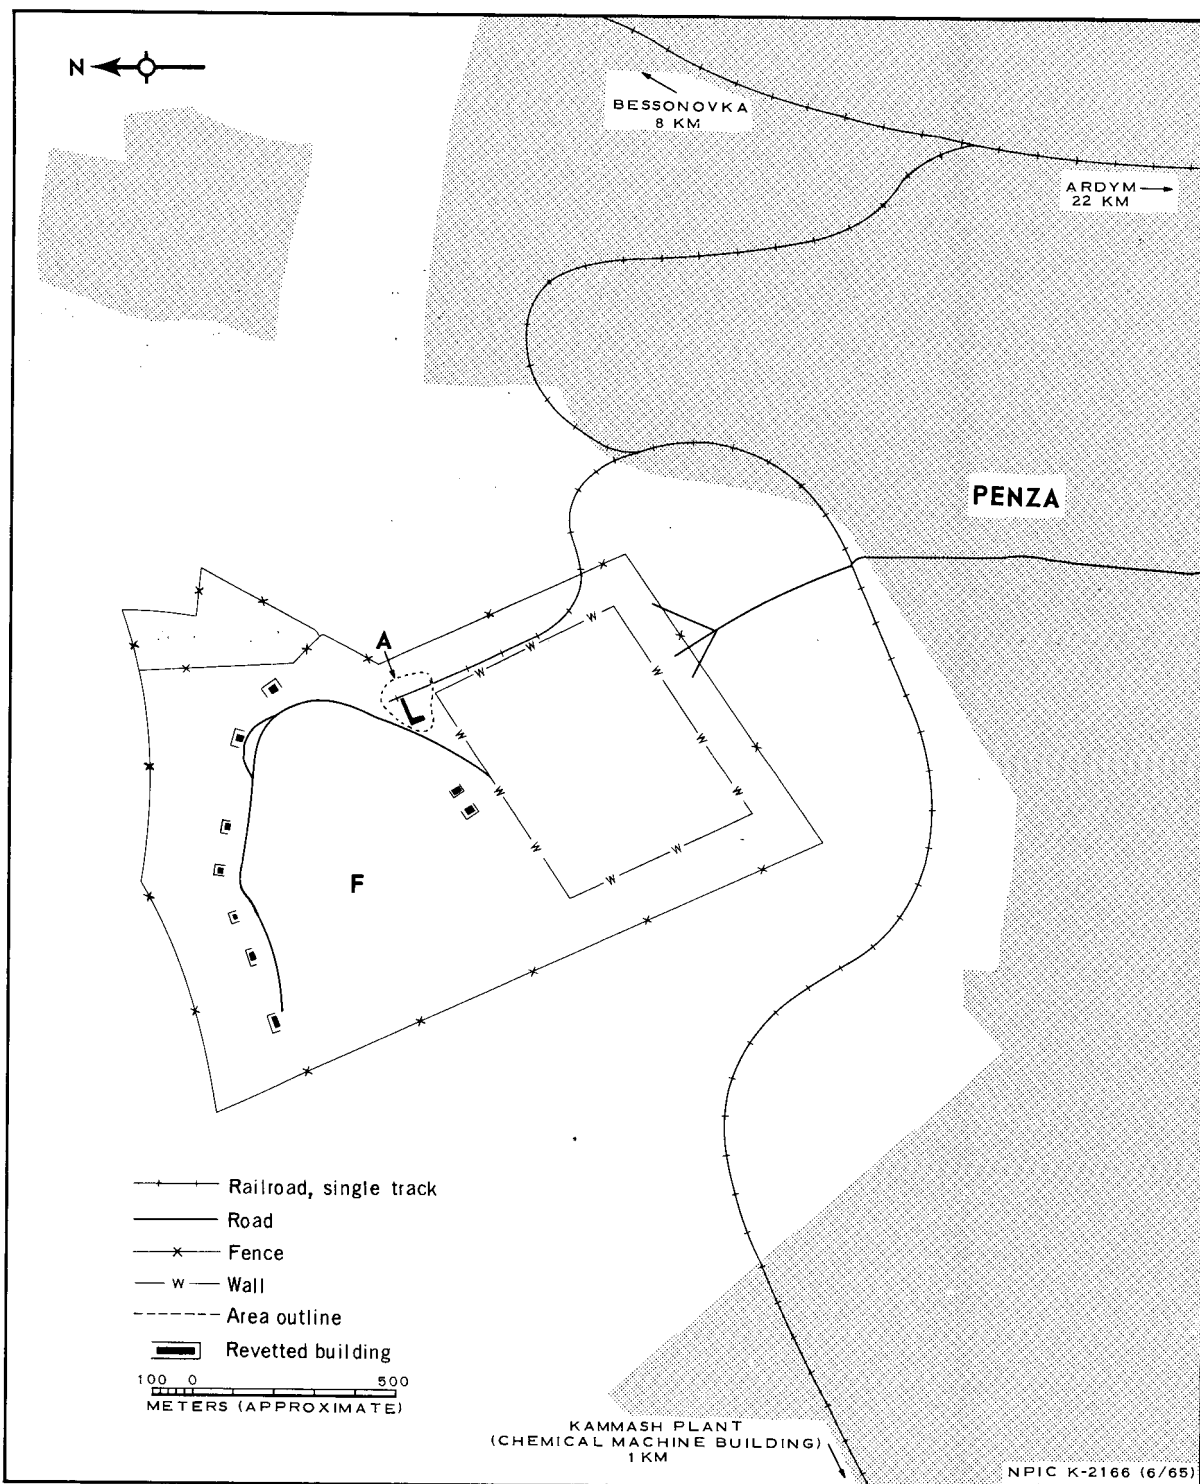 N
BESSONOVKA
8 KM
ARDYM
22 KM
PENZA
A
F
Railroad, single track
Road
Fence
W Wall
Area outline
Revetted building
100 0 500
METERS (APPROXIMATE)
KAMMASH PLANT
(CHEMICAL MACHINE BUILDING)
1 KM
NPIC K-2166 (6/65)